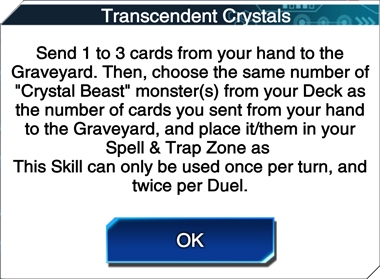 Transcendent Crystals
Send 1 to 3 cards from your hand to the
Graveyard. Then, choose the same number of
"Crystal Beast" monster(s) from your Deck as
the number of cards you sent from your hand
to the Graveyard, and place it/them in your
Spell & Trap Zone as
This Skill can only be used once per turn, and
twice per Duel.
OK